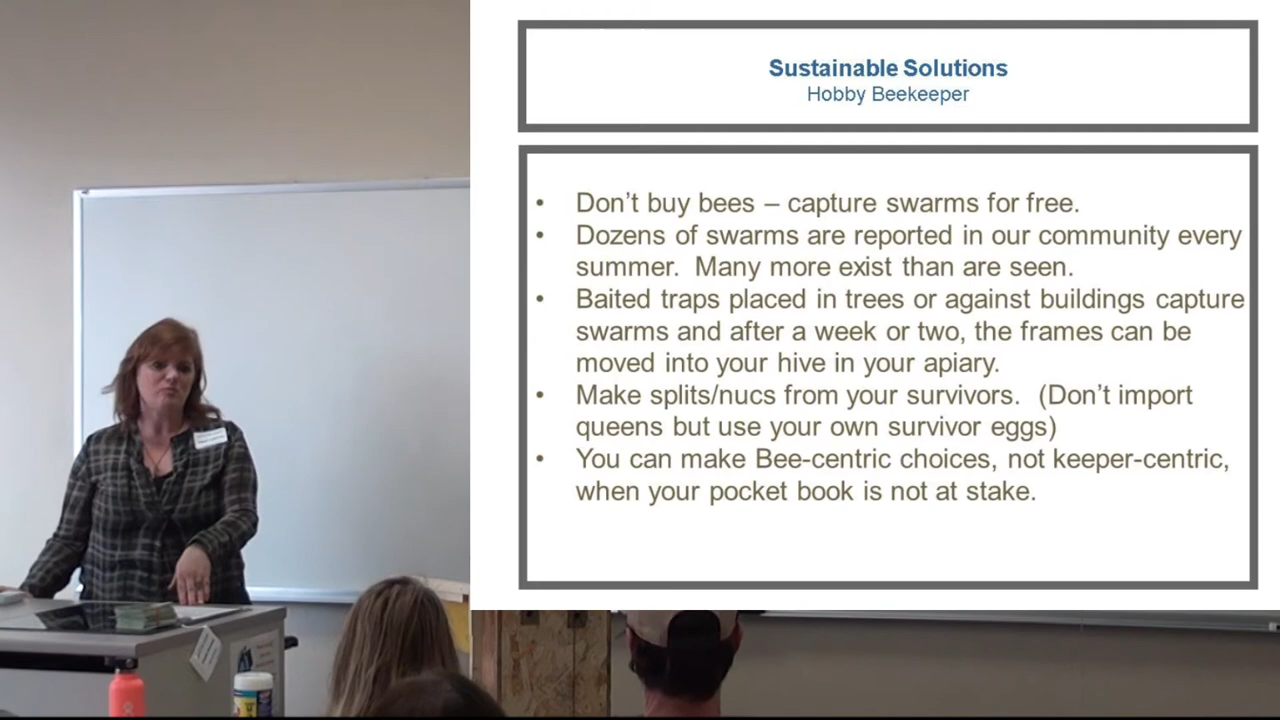 Sustainable Solutions
Hobby Beekeeper
• Don’t buy bees – capture swarms for free.
• Dozens of swarms are reported in our community every
summer. Many more exist than are seen.
• Baited traps placed in trees or against buildings capture
swarms and after a week or two, the frames can be
moved into your hive in your apiary.
• Make splits/nucs from your survivors. (Don’t import
queens but use your own survivor eggs)
• You can make Bee-centric choices, not keeper-centric,
when your pocket book is not at stake.